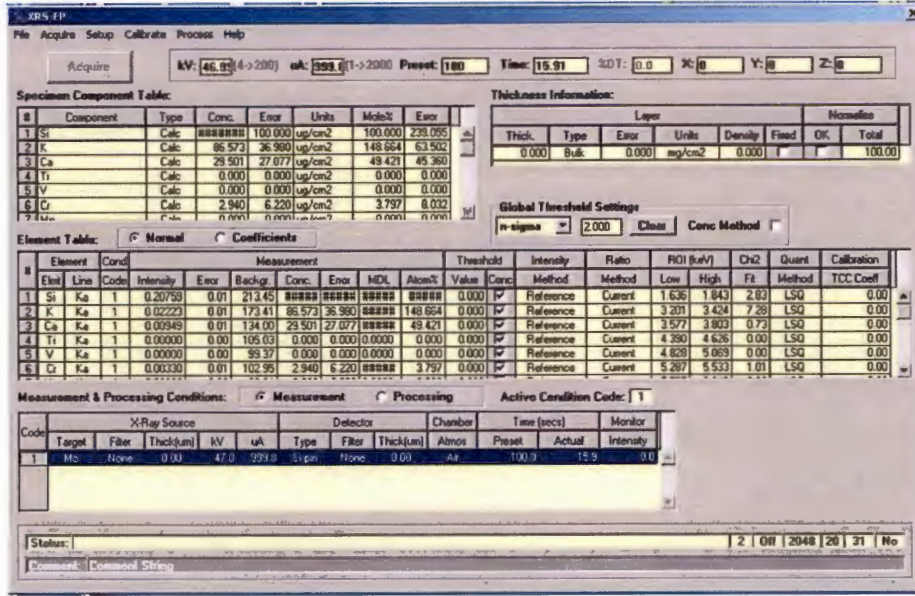 XRS-FP
File Acquire Setup Calibrate Process Help
Acquire kV: 46.99 (4->200) uA: 999.1 (1->2000 Preset: 100 Time: 15.91 %DT: 0.0 X: 0 Y: 0 Z: 0
Specimen Component Table:
# Component Type Conc. Error Units Mole% Error
1 Si Calc ####### 100.000 ug/cm2 100.000 239.055
2 K Calc 86.573 36.980 ug/cm2 148.664 63.502
3 Ca Calc 29.501 27.077 ug/cm2 49.421 45.360
4 Ti Calc 0.000 0.000 ug/cm2 0.000 0.000
5 V Calc 0.000 0.000 ug/cm2 0.000 0.000
6 Cr Calc 2.940 6.220 ug/cm2 3.797 8.032
7 Mn Calc 0.000 0.000 ug/cm2 0.000 0.000
Thickness Information:
Layer Normalize
Thick. Type Error Units Density Fixed OK Total
0.000 Bulk 0.000 mg/cm2 0.000 100.00
Global Threshold Settings
n-sigma 2.000 Clear Conc Method
Element Table: Normal Coefficients
# Element Cond Measurement Threshold Intensity Ratio ROI (keV) Chi2 Quant Calibration
Elmt Line Code Intensity Error Backgr. Conc. Error MDL Atom% Value Conc Method Method Low High Fit Method TCC Coeff
1 Si Ka 1 0.20759 0.01 213.45 ##### ##### ##### ##### 0.000 Reference Current 1.636 1.843 2.83 LSQ 0.00
2 K Ka 1 0.02223 0.01 173.41 86.573 36.980 ##### 148.664 0.000 Reference Current 3.201 3.424 7.28 LSQ 0.00
3 Ca Ka 1 0.00949 0.01 134.00 29.501 27.077 ##### 49.421 0.000 Reference Current 3.577 3.803 0.73 LSQ 0.00
4 Ti Ka 1 0.00000 0.00 105.03 0.000 0.000 0.0000 0.000 0.000 Reference Current 4.390 4.626 0.00 LSQ 0.00
5 V Ka 1 0.00000 0.00 99.37 0.000 0.000 0.0000 0.000 0.000 Reference Current 4.828 5.069 0.00 LSQ 0.00
6 Cr Ka 1 0.00330 0.01 102.95 2.940 6.220 ##### 3.797 0.000 Reference Current 5.287 5.533 1.01 LSQ 0.00
Measurement & Processing Conditions: Measurement Processing Active Condition Code: 1
Code X-Ray Source Detector Chamber Time (secs) Monitor
Target Filter Thick(um) kV uA Type Filter Thick(um) Atmos Preset Actual Intensity
1 Mo None 0.00 47.0 999.8 Si-pin None 0.00 Air 100.0 15.9 0.0
Status: 2 Off 2048 20 31 No
Comment: Comment String